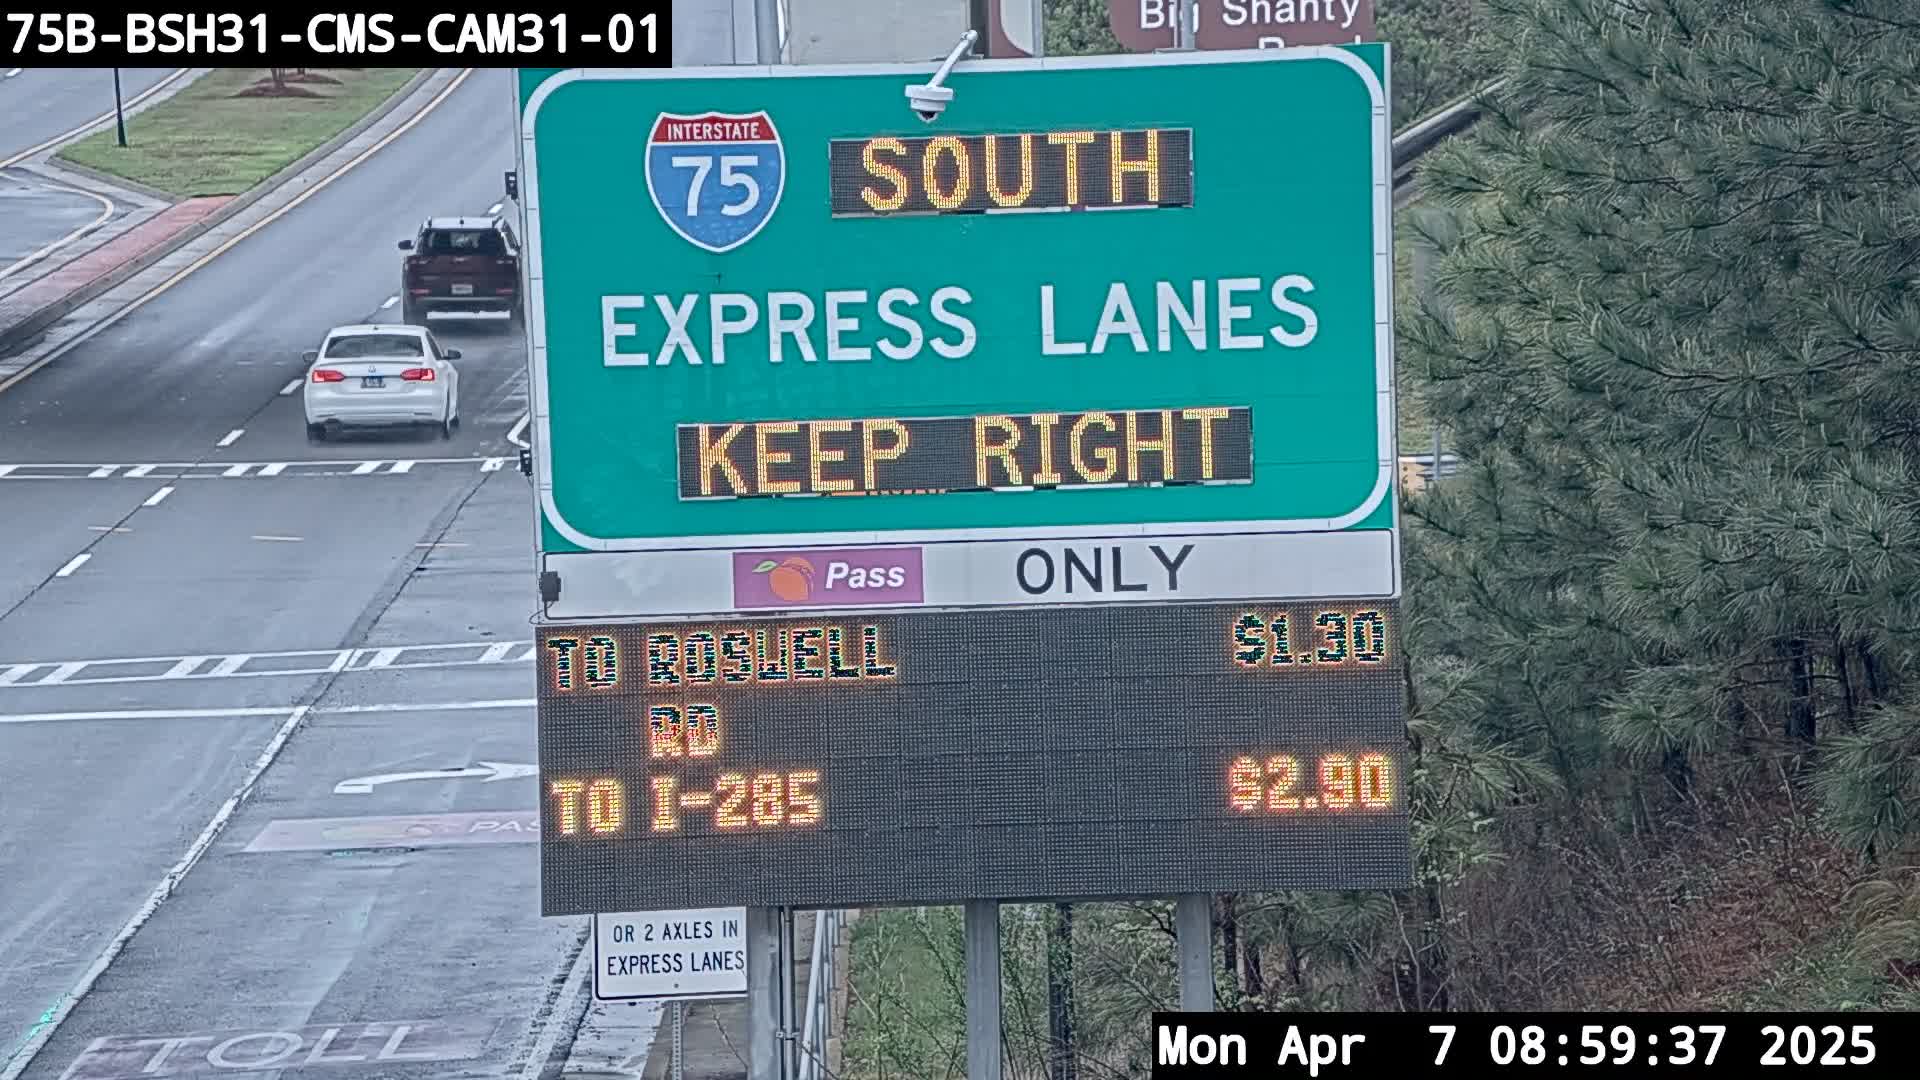 75B-BSH31-CMS-CAM31-01
Big Shanty
Road
INTERSTATE
75
SOUTH
EXPRESS LANES
KEEP RIGHT
Pass
ONLY
TO ROSWELL $1.30
RD
TO I-285 $2.90
OR 2 AXLES IN
EXPRESS LANES
TOLL
Mon Apr 7 08:59:37 2025